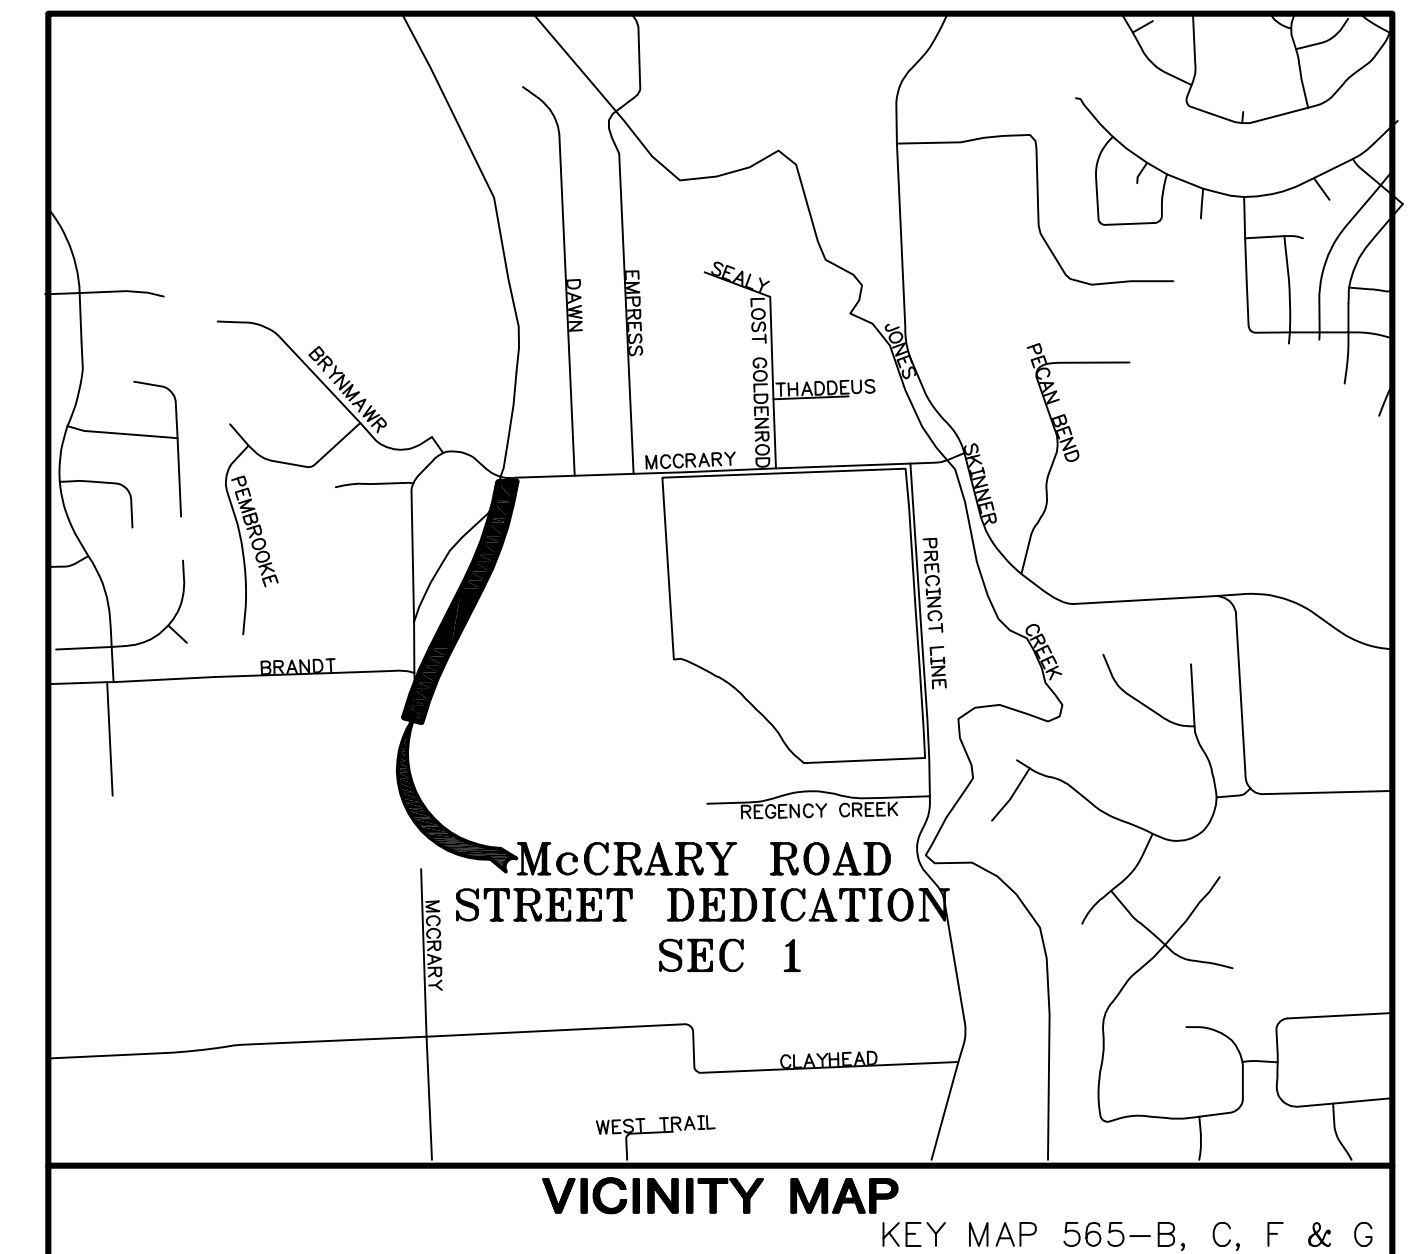 SEALY
DAWN
EMPRESS
LOST GOLDENROD
THADDEUS
JONES
PECAN BEND
BRYNMAWR
MCCRARY
SKINNER
PEMBROOKE
PRECINCT LINE
CREEK
BRANDT
REGENCY CREEK
McCRARY ROAD
STREET DEDICATION
SEC 1
MCCRARY
CLAYHEAD
WEST TRAIL
VICINITY MAP
KEY MAP 565-B, C, F & G